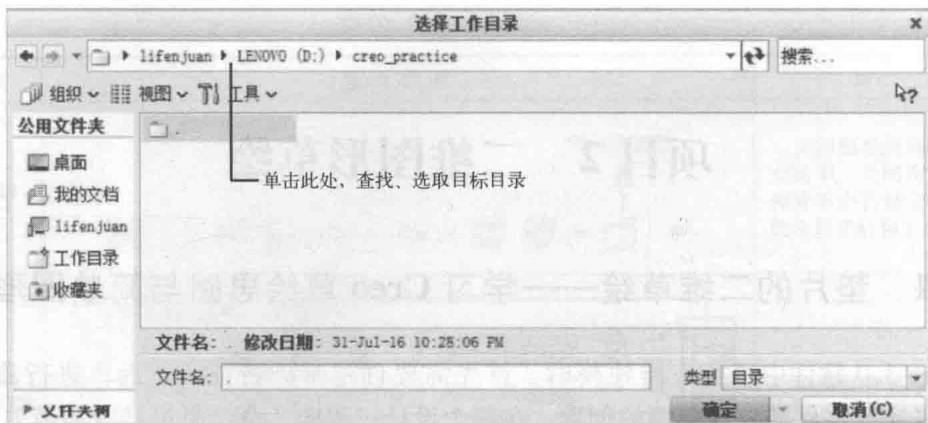 选择工作目录
lifenjuan LENOVO (D:) creo_practice 搜索...
组织 视图 工具
公用文件夹
桌面
单击此处，查找、选取目标目录
我的文档
lifenjuan
工作目录
收藏夹
文件名: . 修改日期: 31-Jul-16 10:28:06 PM
文件名: 类型 目录
文件夹树
确定 取消(C)